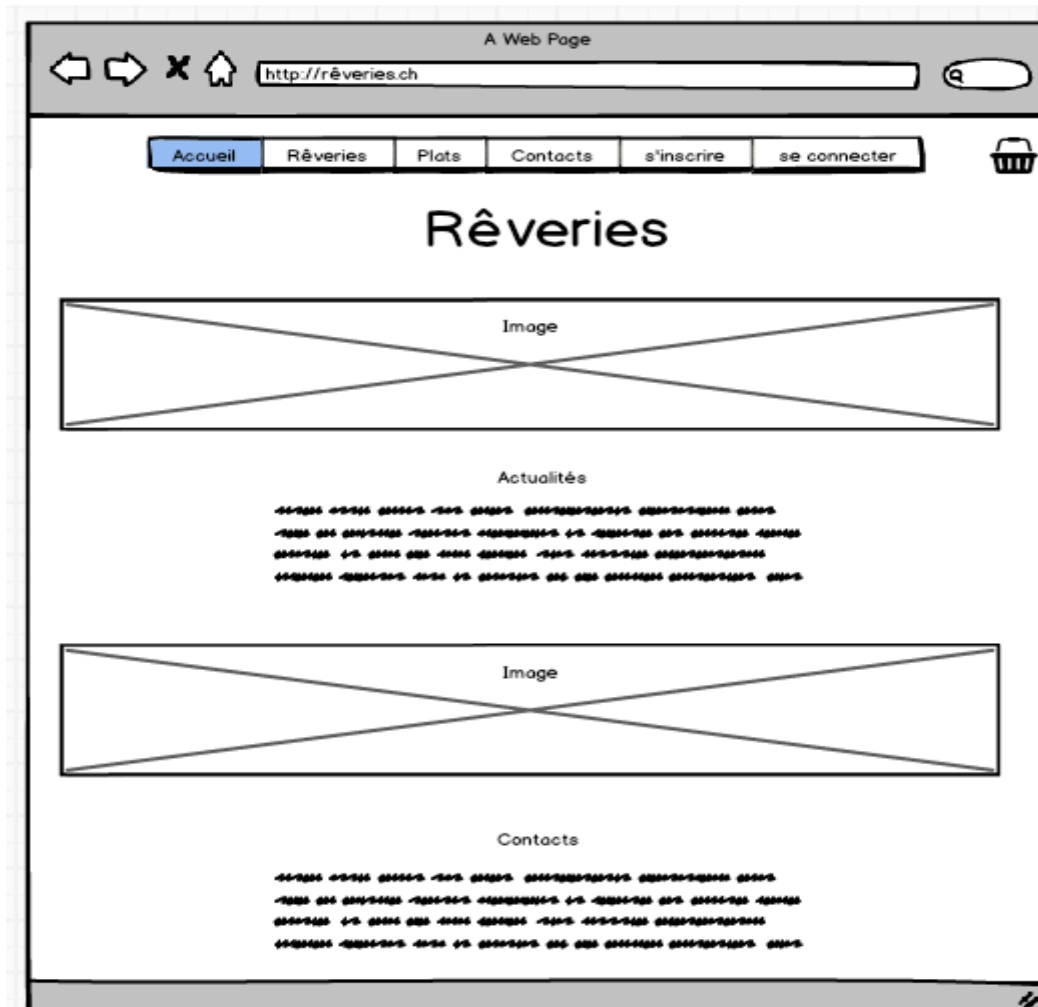 A Web Page
http://rêveries.ch
Accueil Rêveries Plats Contacts s'inscrire se connecter
Rêveries
Image
Actualités
Image
Contacts